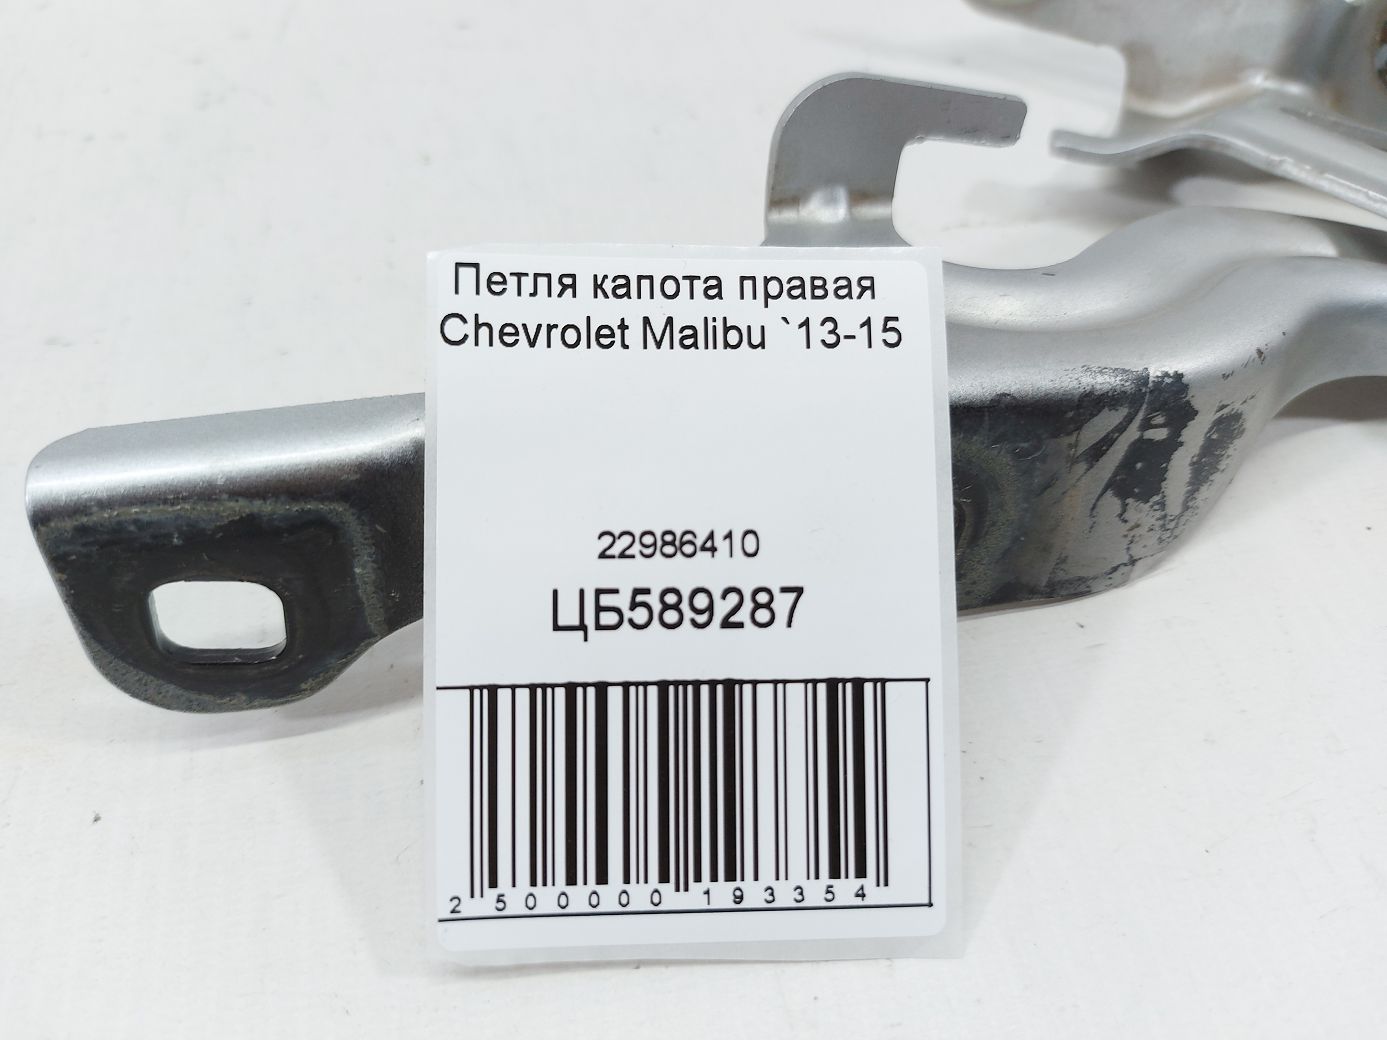 Петля капота правая
Chevrolet Malibu `13-15
22986410
ЦБ589287
2 500000 193354